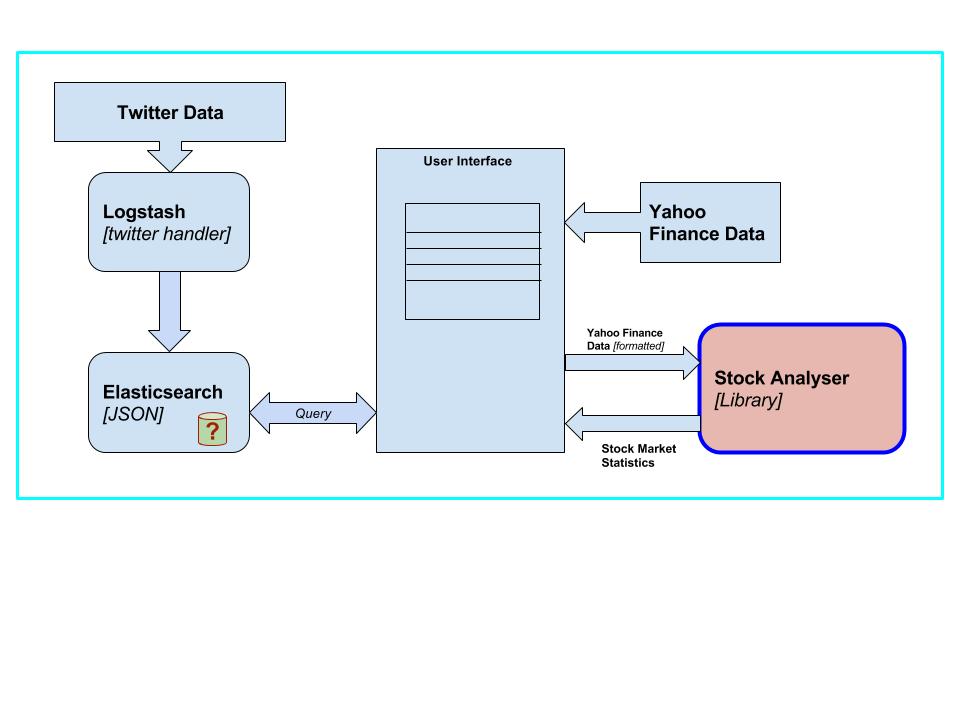 Twitter Data
Logstash
[twitter handler]
Elasticsearch
[JSON]
?
Query
User Interface
Yahoo
Finance Data
Yahoo Finance
Data [formatted]
Stock Analyser
[Library]
Stock Market
Statistics